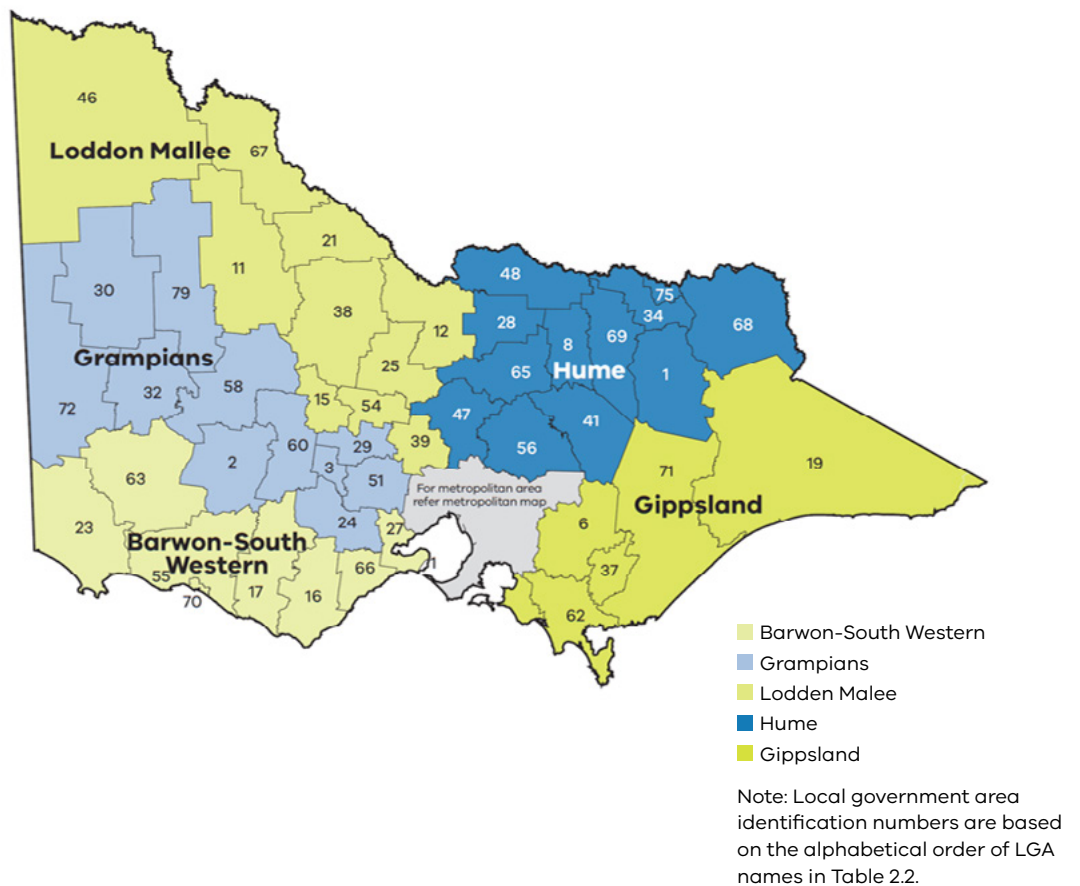 46
Loddon Mallee
67
21
11
30
79
38
12
48
75
34
28
8
69
68
Grampians
25
65
Hume
1
32
58
72
15
54
47
41
39
56
29
60
2
3
71
19
63
51
For metropolitan area
refer metropolitan map
Gippsland
23
24
27
6
Barwon-South
Western
55
66
1
37
17
16
70
62
Barwon-South Western
Grampians
Lodden Malee
Hume
Gippsland
Note: Local government area
identification numbers are based
on the alphabetical order of LGA
names in Table 2.2.